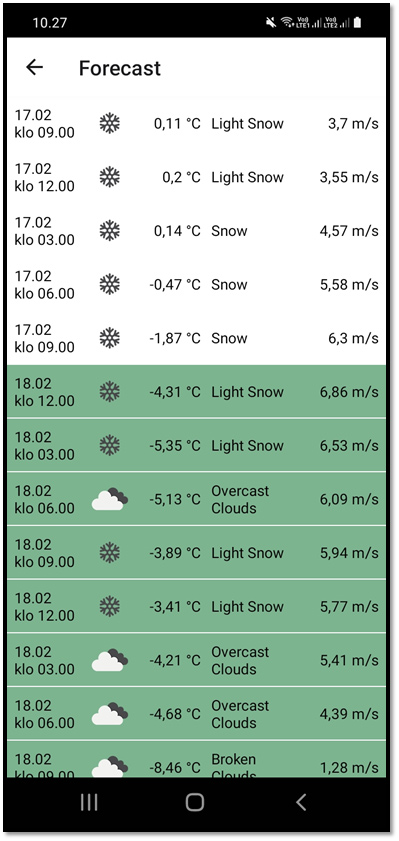 10.27 Vo) LTE1 Vo) LTE2
Forecast
17.02
klo 09.00 0,11 °C Light Snow 3,7 m/s
17.02
klo 12.00 0,2 °C Light Snow 3,55 m/s
17.02
klo 03.00 0,14 °C Snow 4,57 m/s
17.02
klo 06.00 -0,47 °C Snow 5,58 m/s
17.02
klo 09.00 -1,87 °C Snow 6,3 m/s
18.02
klo 12.00 -4,31 °C Light Snow 6,86 m/s
18.02
klo 03.00 -5,35 °C Light Snow 6,53 m/s
18.02
klo 06.00 -5,13 °C Overcast Clouds 6,09 m/s
18.02
klo 09.00 -3,89 °C Light Snow 5,94 m/s
18.02
klo 12.00 -3,41 °C Light Snow 5,77 m/s
18.02
klo 03.00 -4,21 °C Overcast Clouds 5,41 m/s
18.02
klo 06.00 -4,68 °C Overcast Clouds 4,39 m/s
18.02
klo 09.00 -8,46 °C Broken Clouds 1,28 m/s